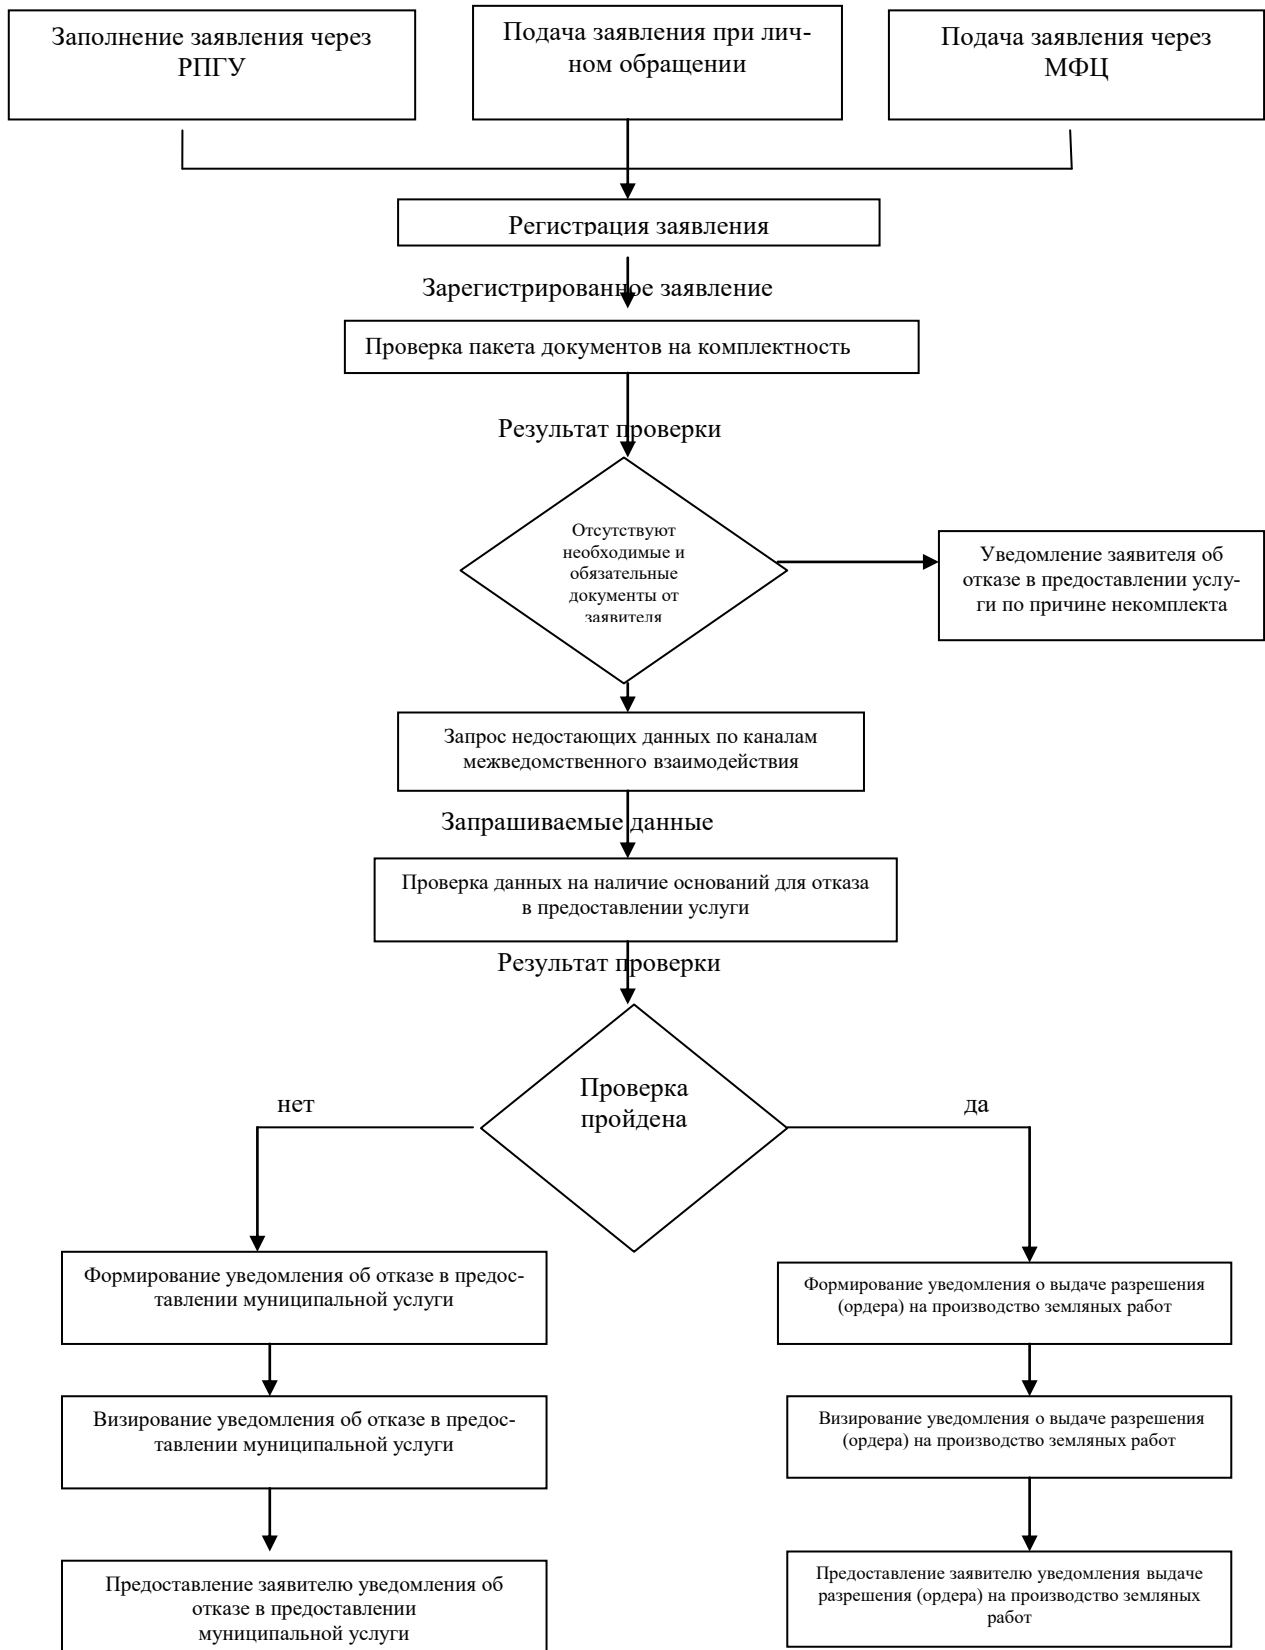 Заполнение заявления через
РПГУ
Подача заявления при лич-
ном обращении
Подача заявления через
МФЦ
Регистрация заявления
Зарегистрированное заявление
Проверка пакета документов на комплектность
Результат проверки
Отсутствуют
необходимые и
обязательные
документы от
заявителя
Уведомление заявителя об
отказе в предоставлении услу-
ги по причине некомплекта
Запрос недостающих данных по каналам
межведомственного взаимодействия
Запрашиваемые данные
Проверка данных на наличие оснований для отказа
в предоставлении услуги
Результат проверки
Проверка
пройдена
нет
да
Формирование уведомления об отказе в предос-
тавлении муниципальной услуги
Формирование уведомления о выдаче разрешения
(ордера) на производство земляных работ
Визирование уведомления об отказе в предос-
тавлении муниципальной услуги
Визирование уведомления о выдаче разрешения
(ордера) на производство земляных работ
Предоставление заявителю уведомления об
отказе в предоставлении
муниципальной услуги
Предоставление заявителю уведомления выдаче
разрешения (ордера) на производство земляных
работ